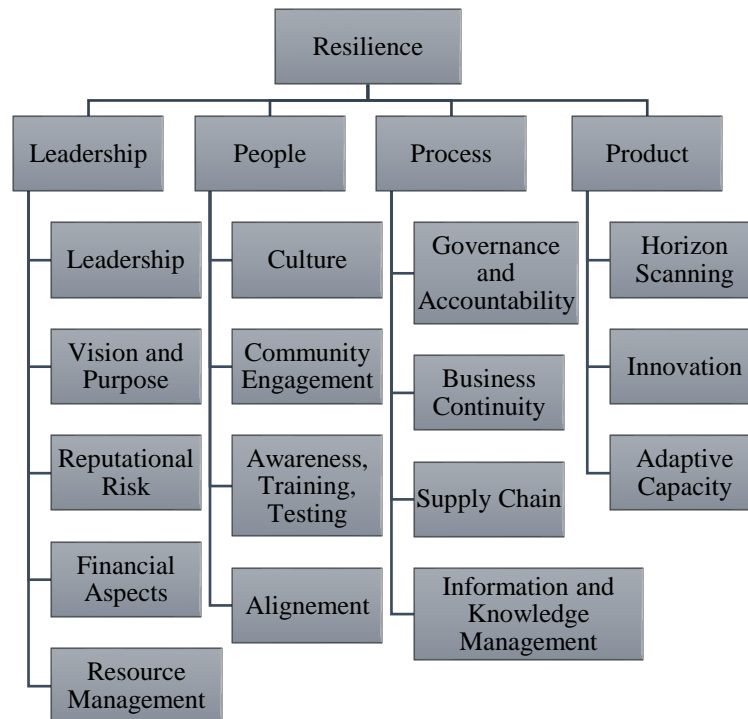 Resilience
Leadership
People
Process
Product
Leadership
Vision and
Purpose
Reputational
Risk
Financial
Aspects
Resource
Management
Culture
Community
Engagement
Awareness,
Training,
Testing
Alignement
Governance
and
Accountability
Business
Continuity
Supply Chain
Information and
Knowledge
Management
Horizon
Scanning
Innovation
Adaptive
Capacity